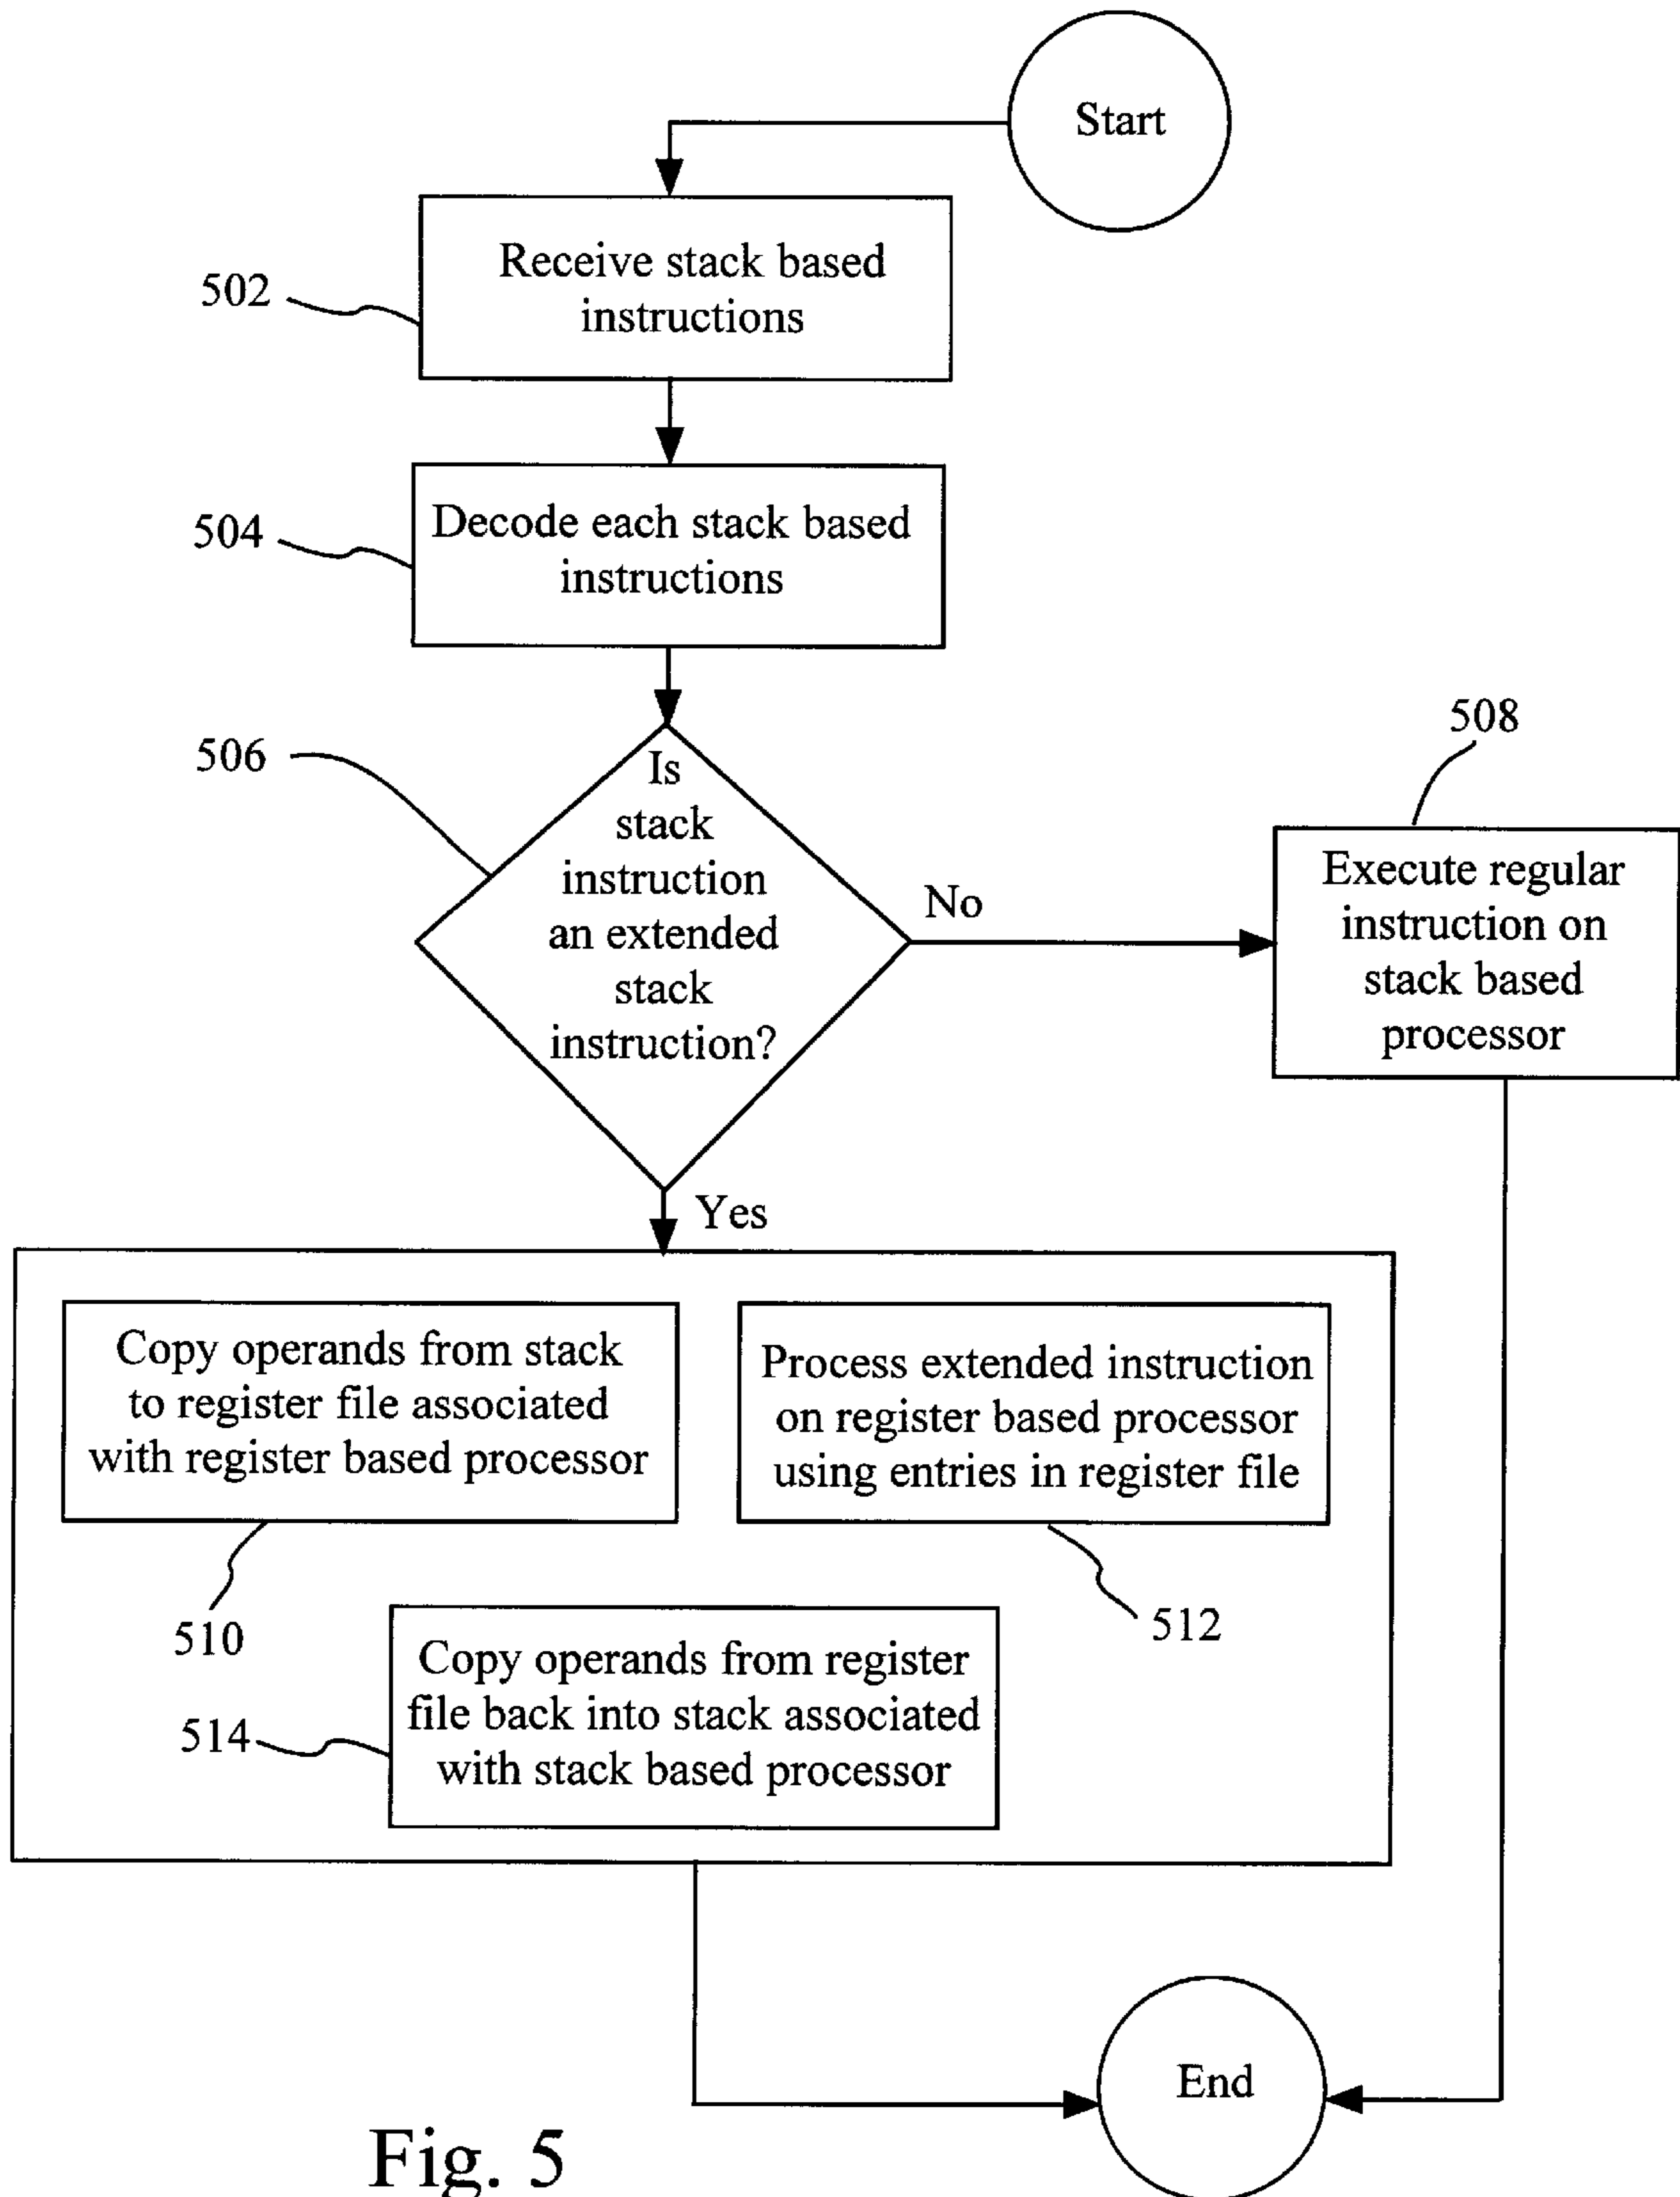 Start
Receive stack based
instructions
502
Decode each stack based
instructions
504
506
Is
stack
instruction
an extended
stack
instruction?
No
508
Execute regular
instruction on
stack based
processor
Yes
Copy operands from stack
to register file associated
with register based processor
Process extended instruction
on register based processor
using entries in register file
510
512
Copy operands from register
file back into stack associated
with stack based processor
514
End
Fig. 5